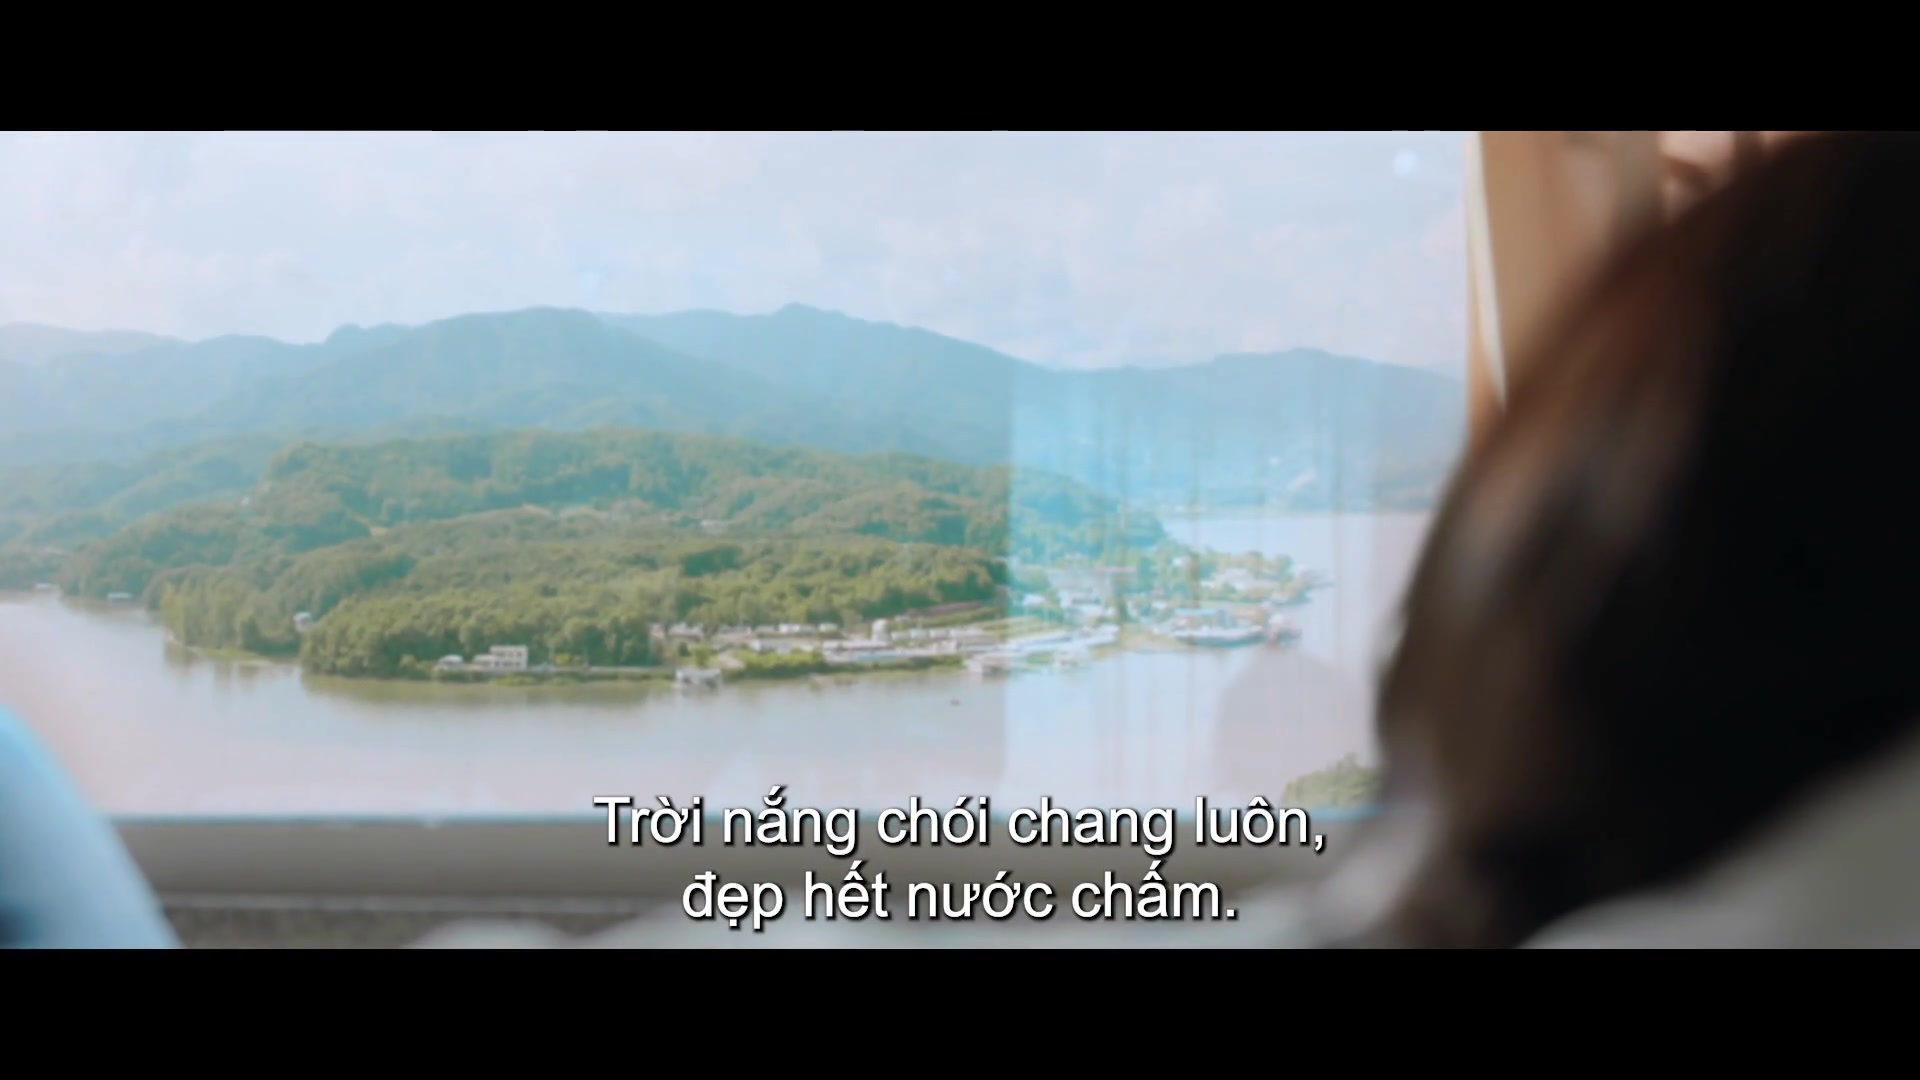 Trời nắng chói chang luôn,
đẹp hết nước chấm.